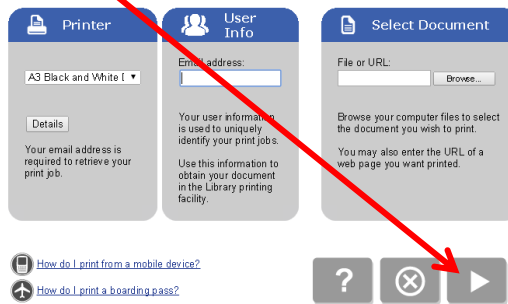 Printer
A3 Black and White [
Details
Your email address is
required to retrieve your
print job.
User
Info
Email address:
Your user information
is used to uniquely
identify your print jobs.
Use this information to
obtain your document
in the Library printing
facility.
Select Document
File or URL:
Browse...
Browse your computer files to select
the document you wish to print.
You may also enter the URL of a
web page you want printed.
How do I print from a mobile device?
How do I print a boarding pass?
?